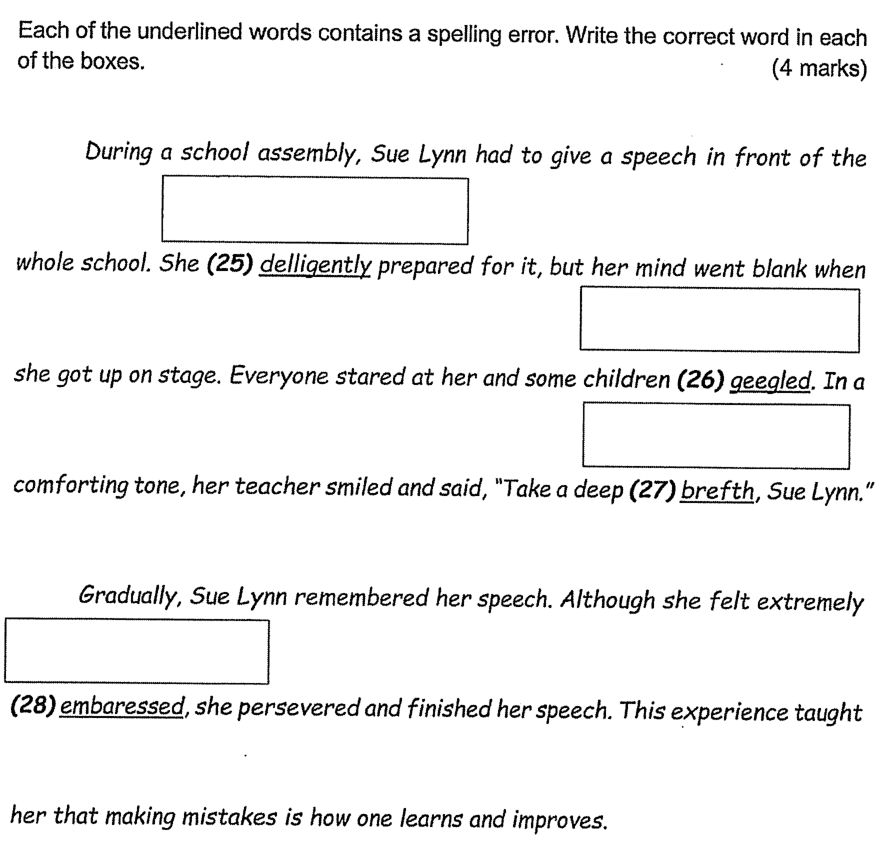 Each of the underlined words contains a spelling error. Write the correct word in each
of the boxes. (4 marks)
During a school assembly, Sue Lynn had to give a speech in front of the
whole school. She (25) delligently prepared for it, but her mind went blank when
she got up on stage. Everyone stared at her and some children (26) geegled. In a
comforting tone, her teacher smiled and said, "Take a deep (27) brefth, Sue Lynn."
Gradually, Sue Lynn remembered her speech. Although she felt extremely
(28) embaressed, she persevered and finished her speech. This experience taught
her that making mistakes is how one learns and improves.